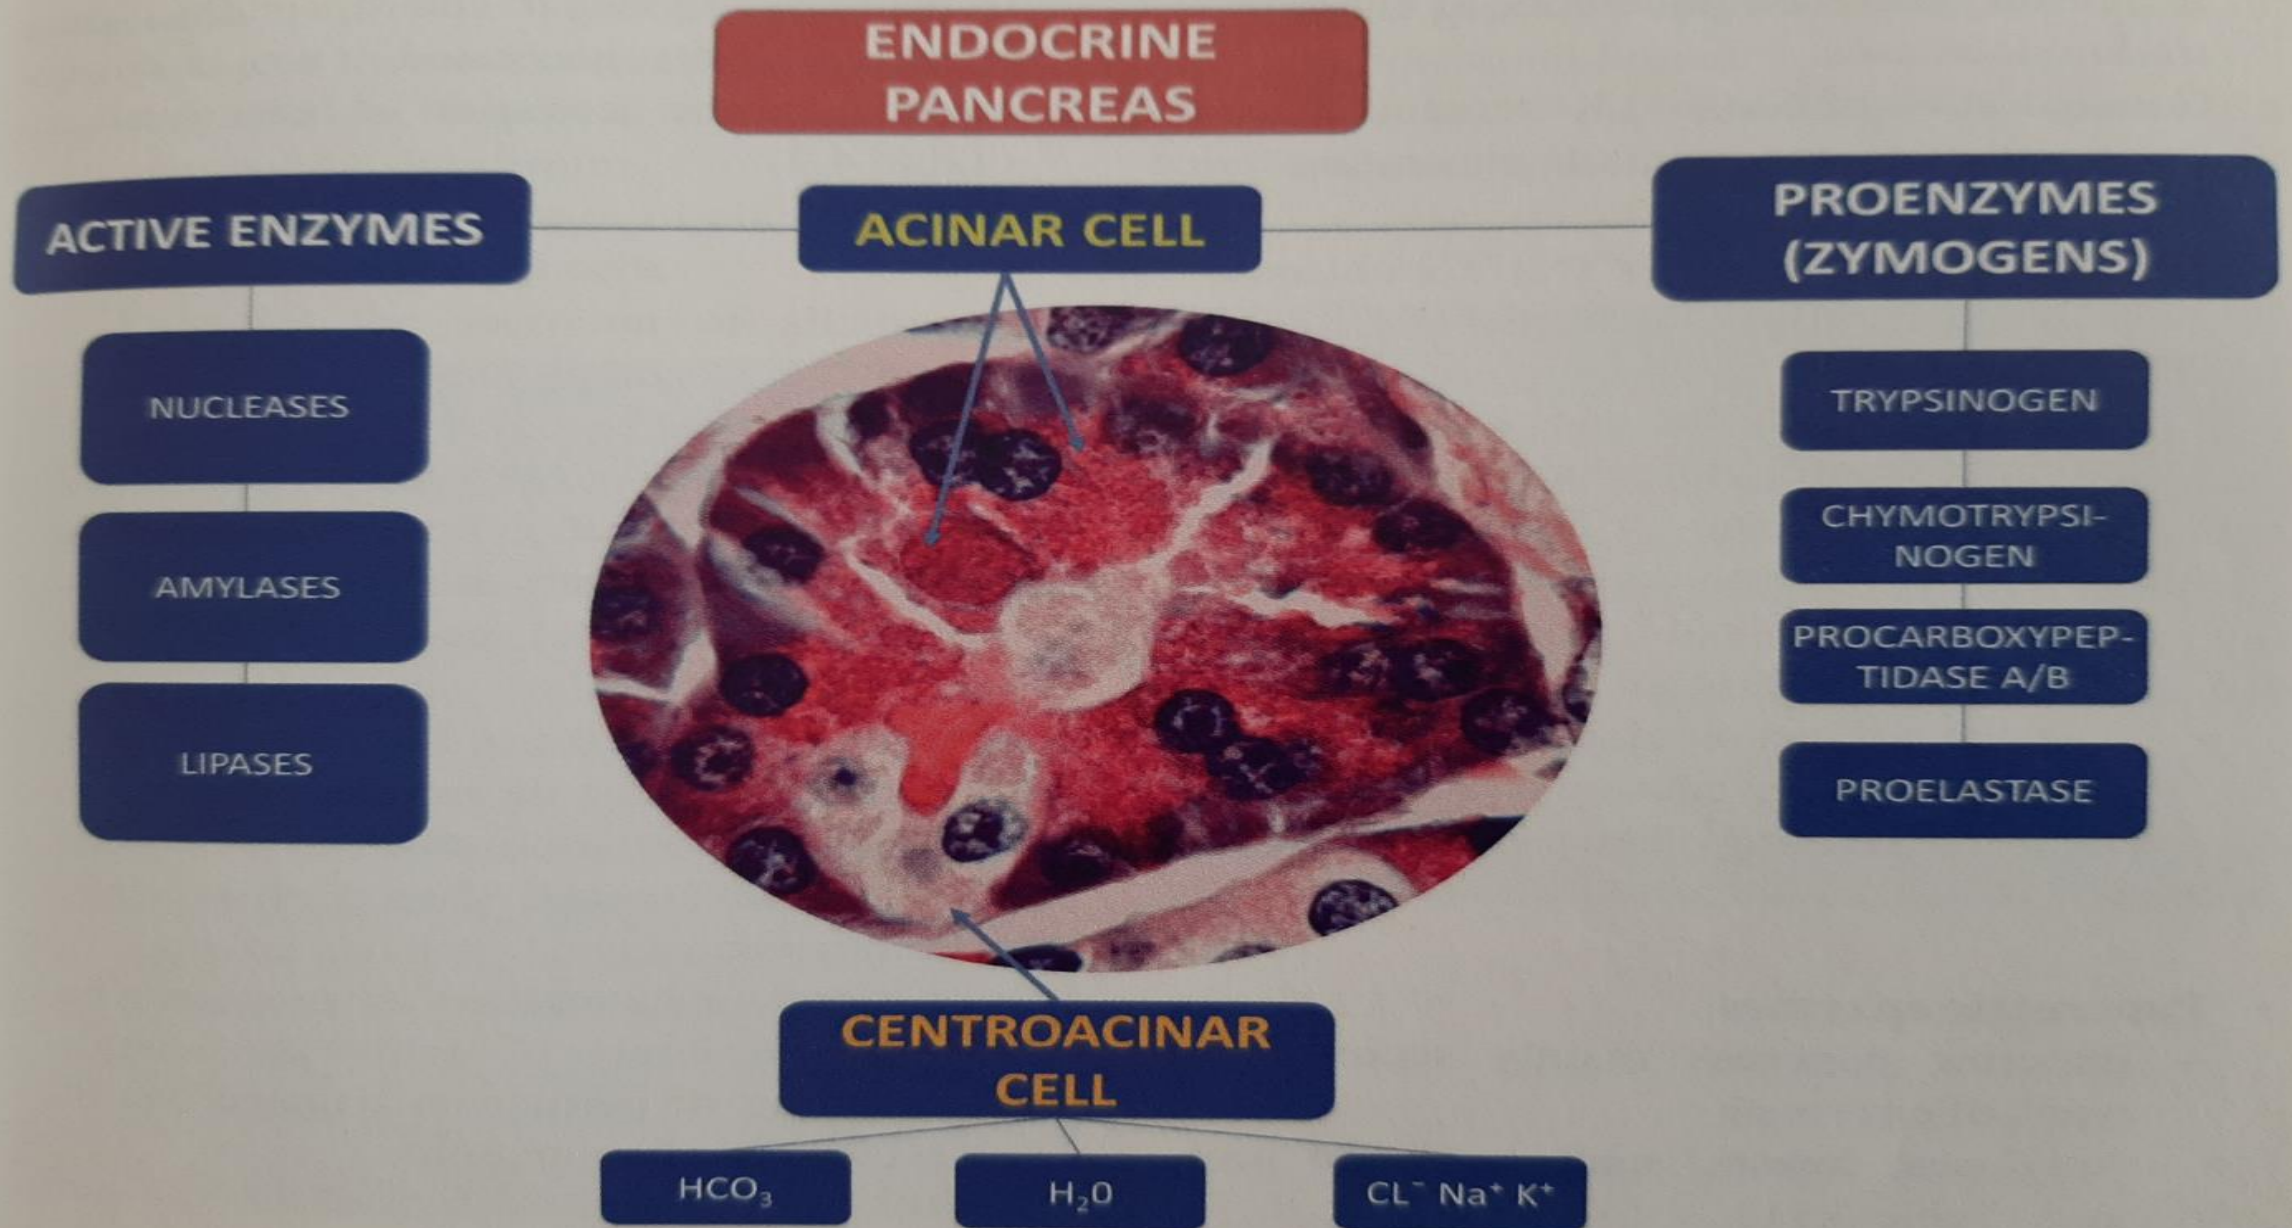 ENDOCRINE
PANCREAS
ACTIVE ENZYMES
ACINAR CELL
PROENZYMES
(ZYMOGENS)
NUCLEASES
AMYLASES
LIPASES
TRYPSINOGEN
CHYMOTRYPSI-
NOGEN
PROCARBOXYPEP-
TIDASE A/B
PROELASTASE
CENTROACINAR
CELL
HCO₃
H₂0
CL⁻ Na⁺ K⁺